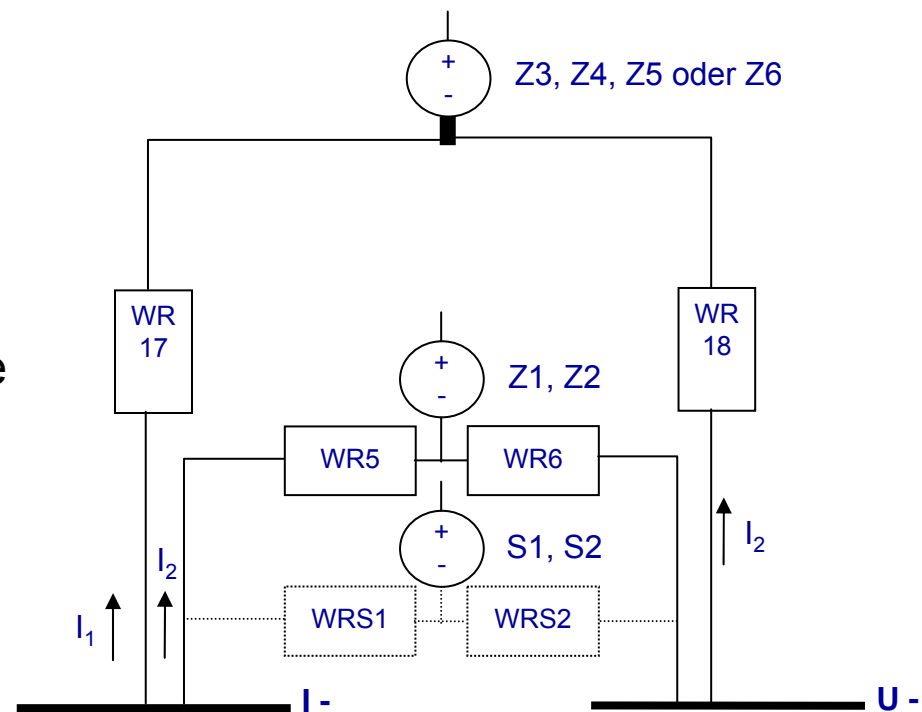 +
-
Z3, Z4, Z5 oder Z6
WR
17
WR
18
e
+
-
Z1, Z2
WR5
WR6
+
-
S1, S2
I₂
I₂
WRS1
WRS2
I₁
I -
U -